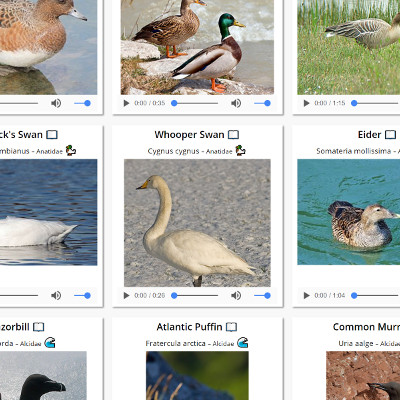 0:00 / 0:35
0:00 / 1:15
ck's Swan
mbianus - Anatidae
Whooper Swan
Cygnus cygnus - Anatidae
Eider
Somateria mollissima - A
0:00 / 0:26
0:00 / 1:04
zorbill
orda - Alcidae
Atlantic Puffin
Fratercula arctica - Alcidae
Common Murr
Uria aalge - Alcidae